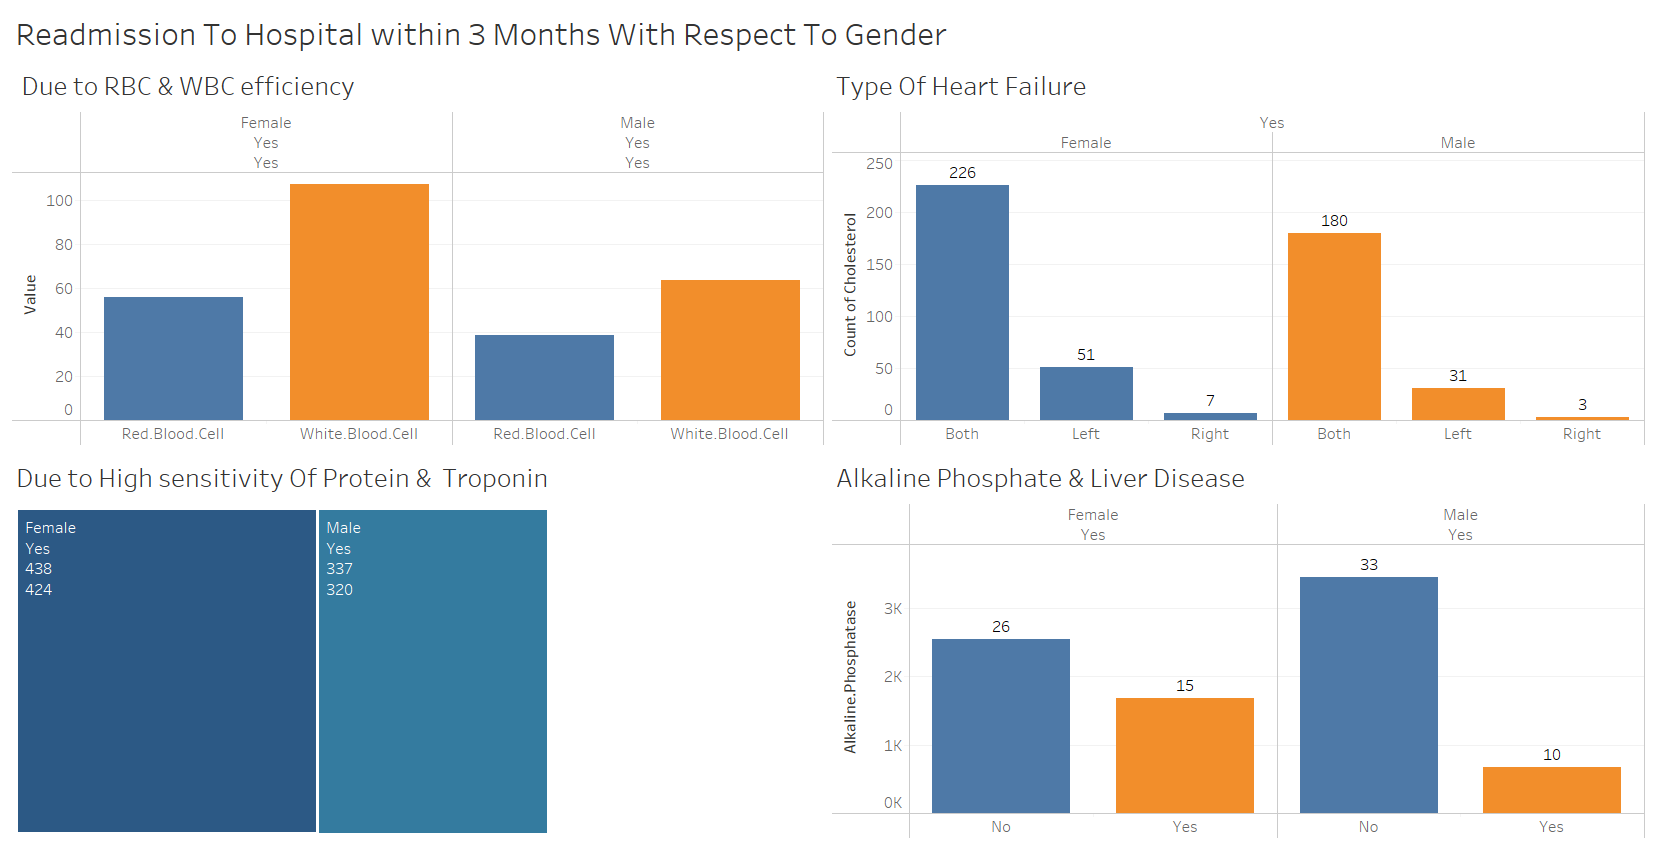 Readmission To Hospital within 3 Months With Respect To Gender
Due to RBC & WBC efficiency
Female
Male
Yes
Yes
Yes
Yes
Value
100
80
60
40
20
0
Red.Blood.Cell
White.Blood.Cell
Red.Blood.Cell
White.Blood.Cell
Type Of Heart Failure
Yes
Female
Male
Count of Cholesterol
250
200
150
100
50
0
226
51
7
180
31
3
Both
Left
Right
Both
Left
Right
Due to High sensitivity Of Protein &  Troponin
Female
Yes
438
424
Male
Yes
337
320
Alkaline Phosphate & Liver Disease
Female
Male
Yes
Yes
Alkaline.Phosphatase
3K
2K
1K
0K
26
15
33
10
No
Yes
No
Yes